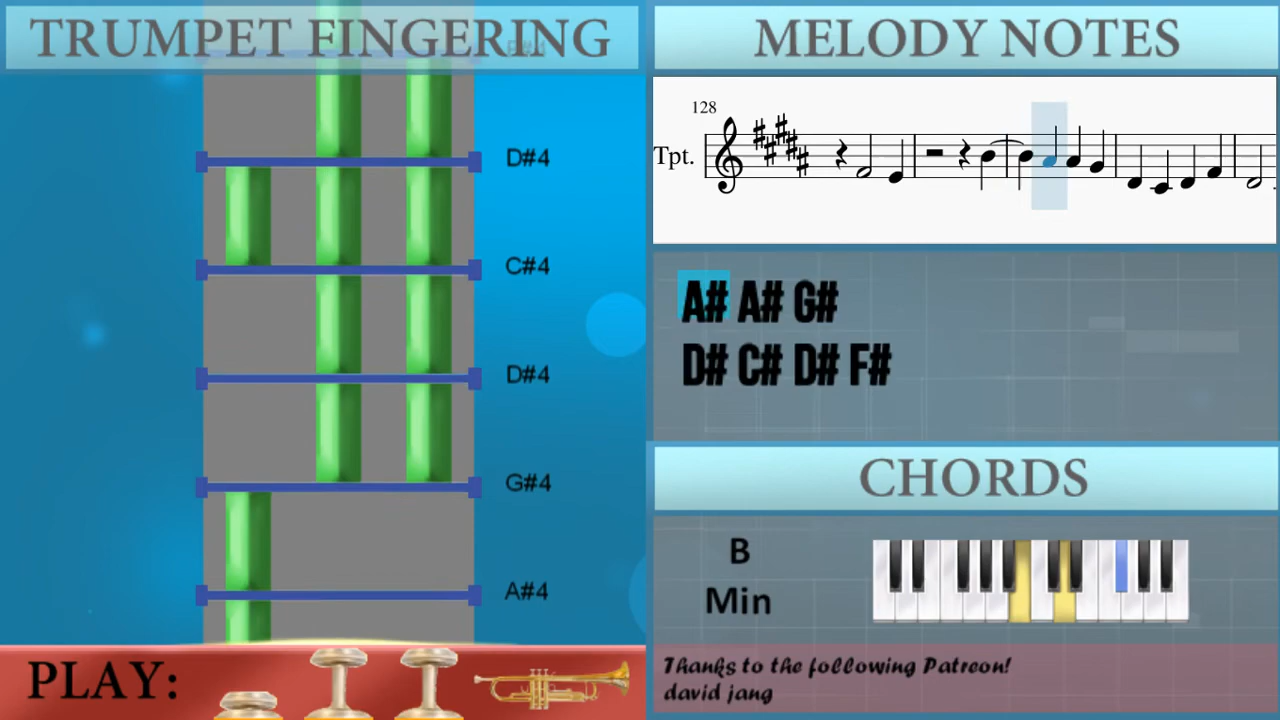 TRUMPET FINGERING
D#4
C#4
D#4
G#4
A#4
PLAY:
MELODY NOTES
128
Tpt.
A# A# G#
D# C# D# F#
CHORDS
B
Min
Thanks to the following Patreon!
david jang